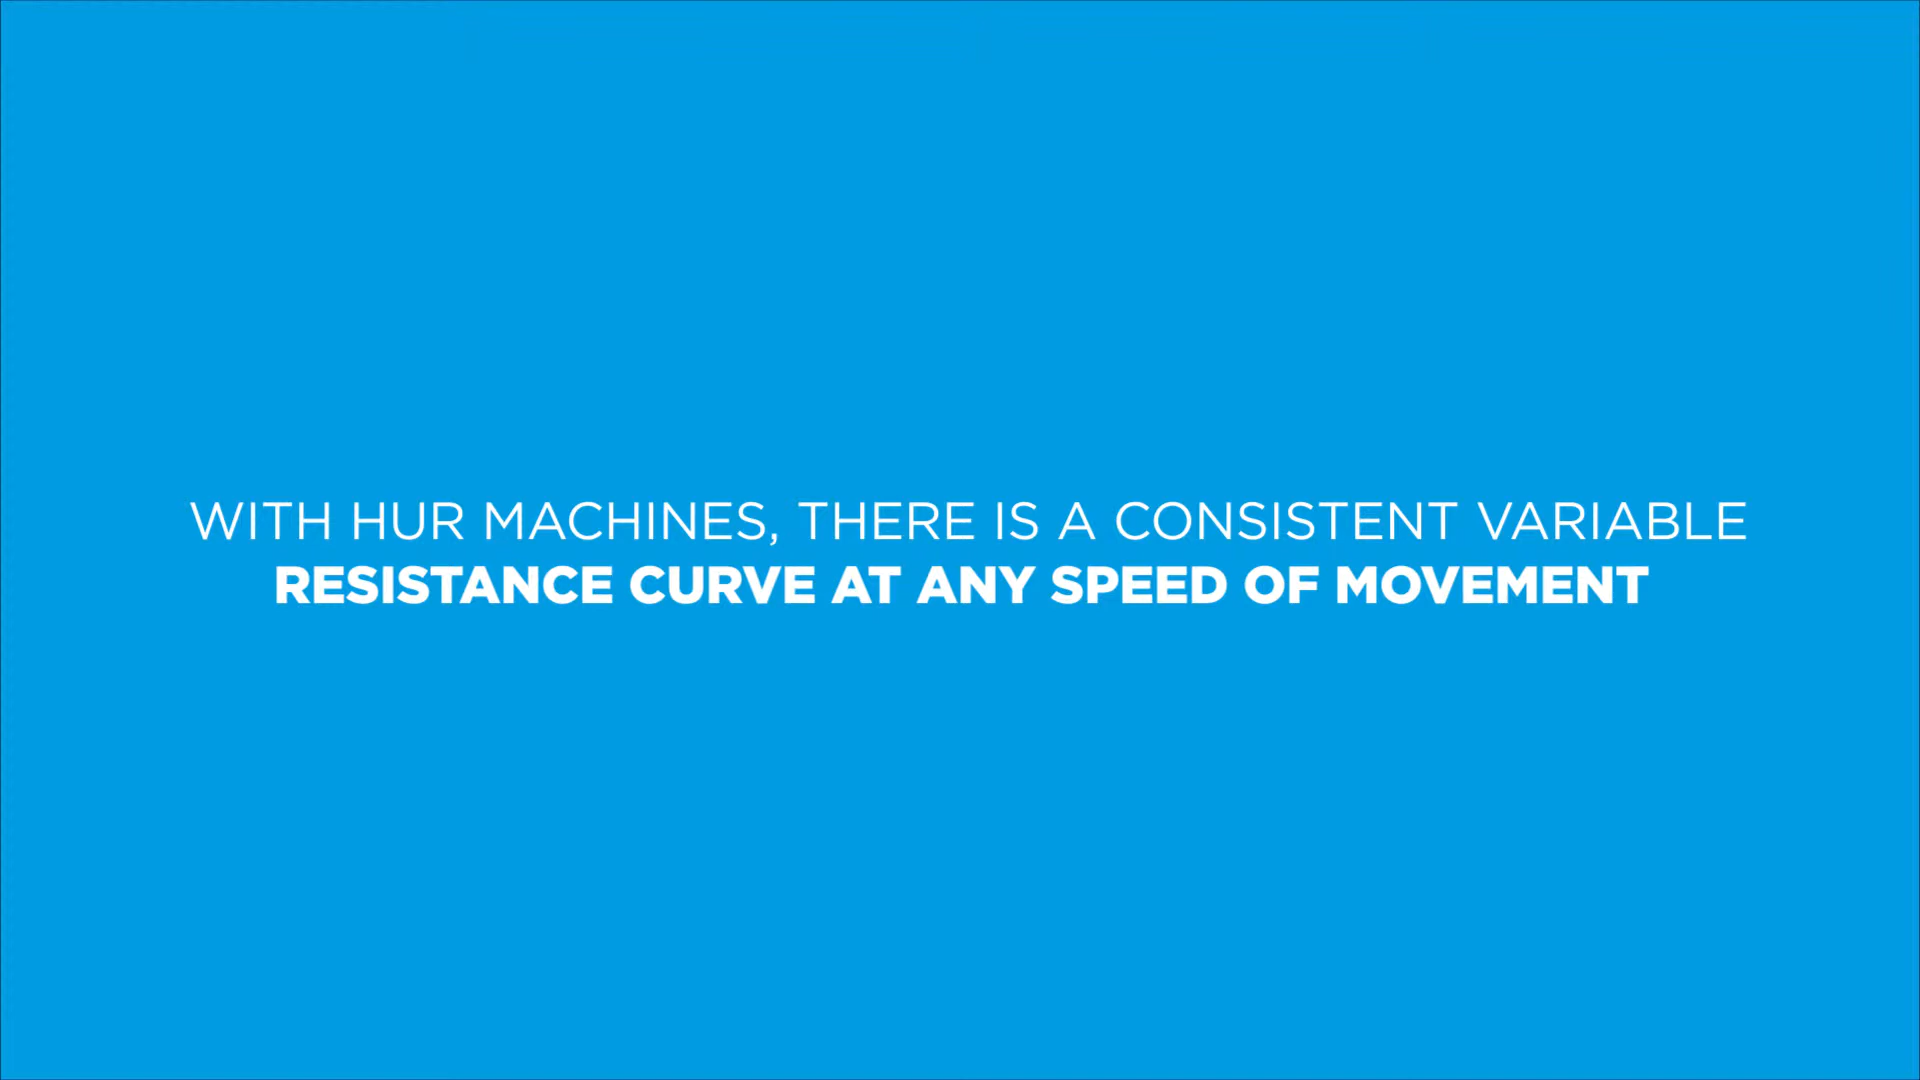 WITH HUR MACHINES, THERE IS A CONSISTENT VARIABLE
RESISTANCE CURVE AT ANY SPEED OF MOVEMENT